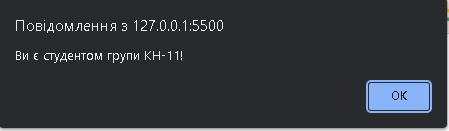 Повідомлення з 127.0.0.1:5500
Ви є студентом групи КН-11!
OK